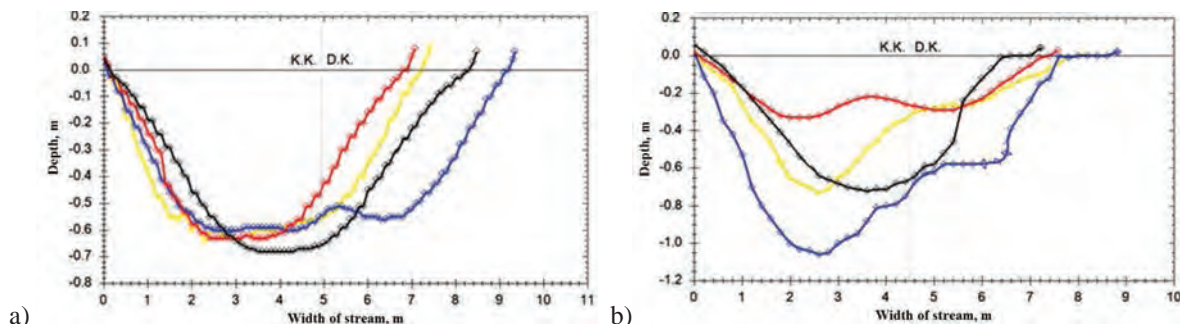 0.2
0.1
0.0
-0.1
-0.2
-0.3
-0.4
-0.5
-0.6
-0.7
-0.8
Depth, m
K.K. D.K.
0 1 2 3 4 5 6 7 8 9 10 11
Width of stream, m
a)
0.2
0.0
-0.2
-0.4
-0.6
-0.8
-1.0
-1.2
Depth, m
K.K. D.K.
0 1 2 3 4 5 6 7 8 9 10
Width of stream, m
b)